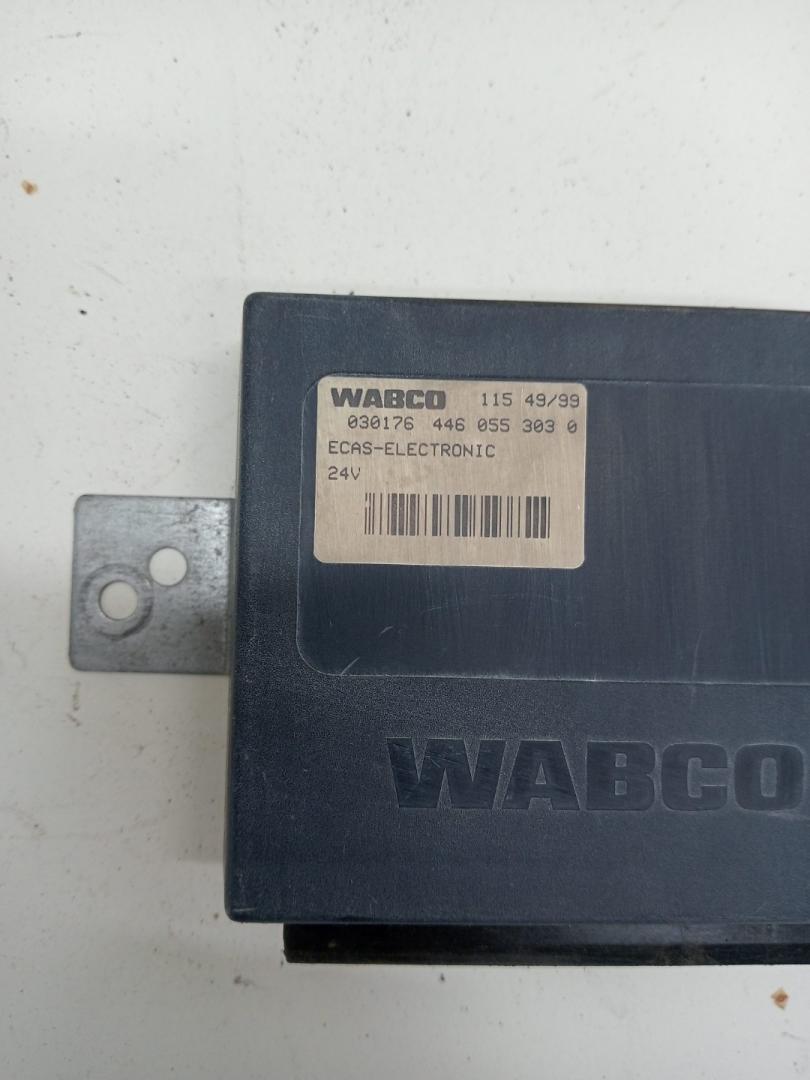 WABCO 115 49/99
030176 446 055 303 0
ECAS-ELECTRONIC
24V
WABCO